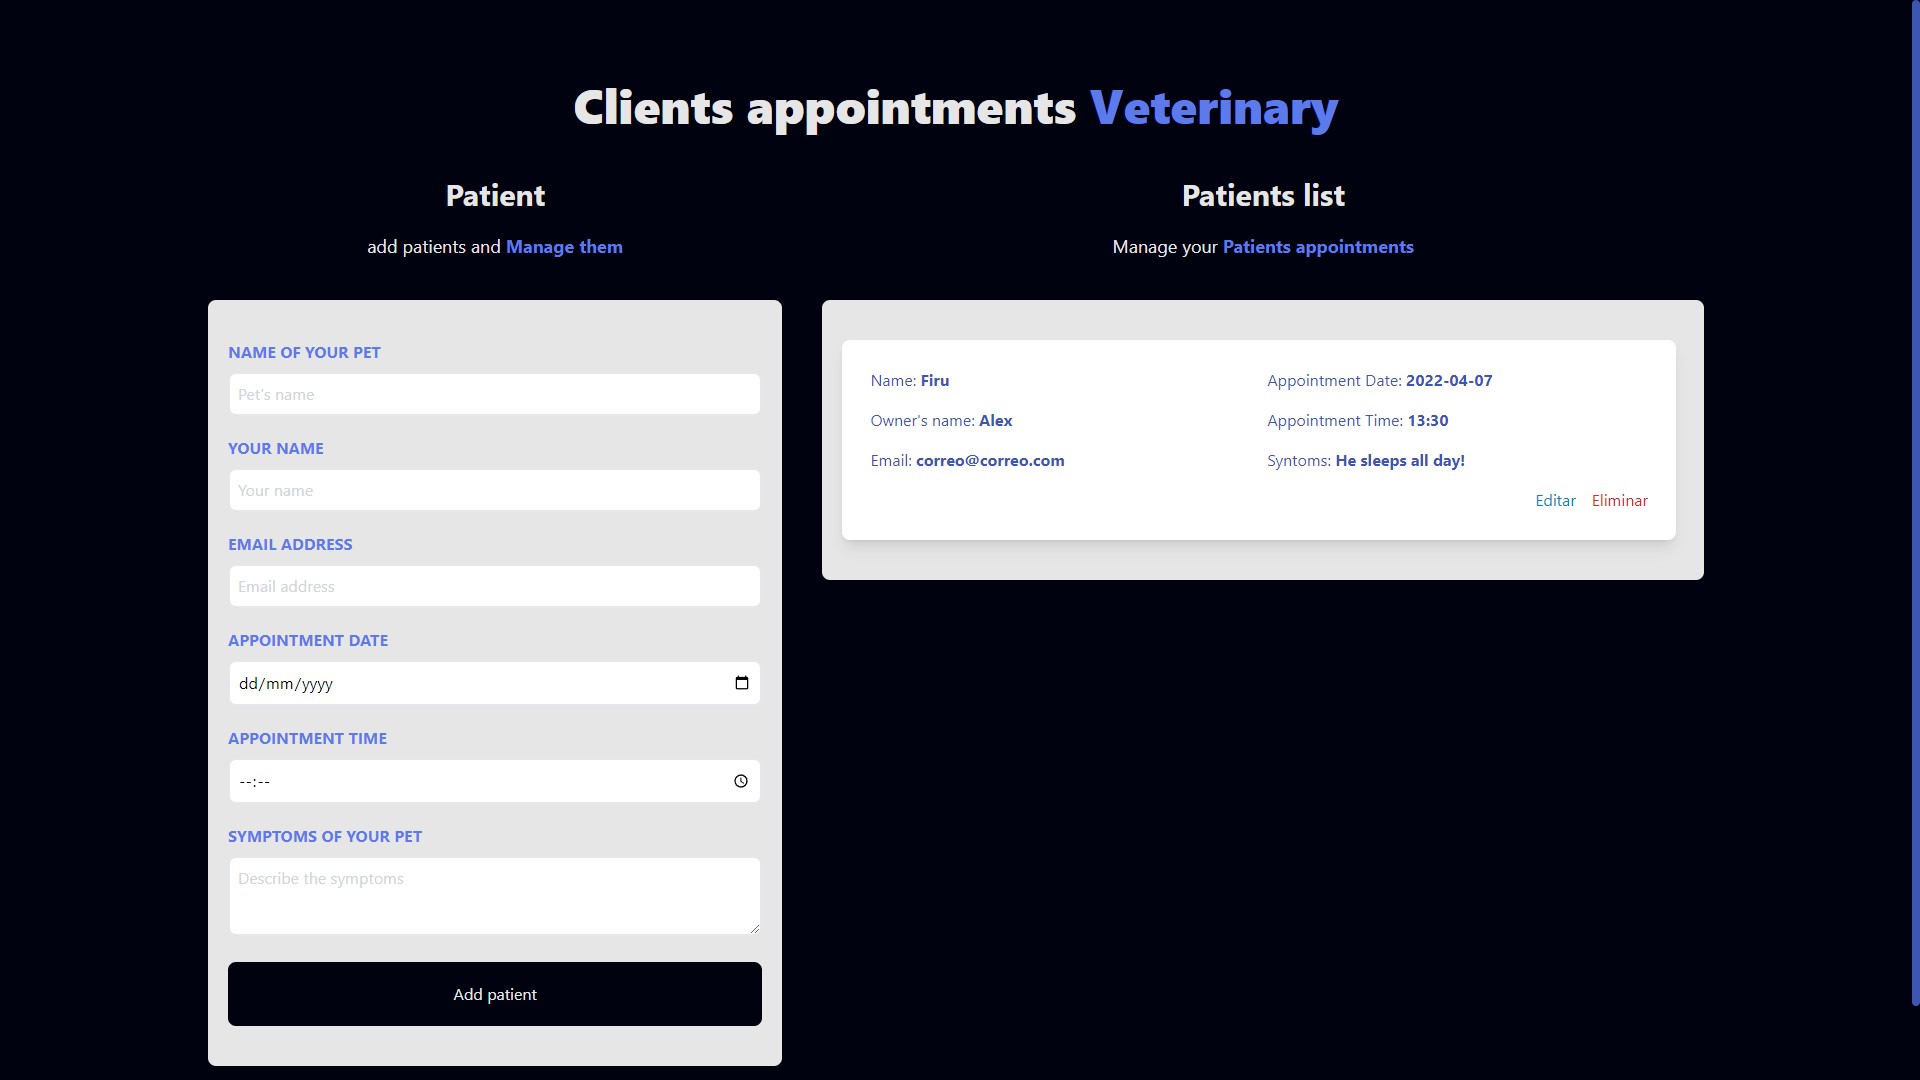 Clients appointments Veterinary
Patient
add patients and Manage them
NAME OF YOUR PET
Pet's name
YOUR NAME
Your name
EMAIL ADDRESS
Email address
APPOINTMENT DATE
dd/mm/yyyy
APPOINTMENT TIME
--:--
SYMPTOMS OF YOUR PET
Describe the symptoms
Add patient
Patients list
Manage your Patients appointments
Name: Firu
Owner's name: Alex
Email: correo@correo.com
Appointment Date: 2022-04-07
Appointment Time: 13:30
Syntoms: He sleeps all day!
Editar Eliminar